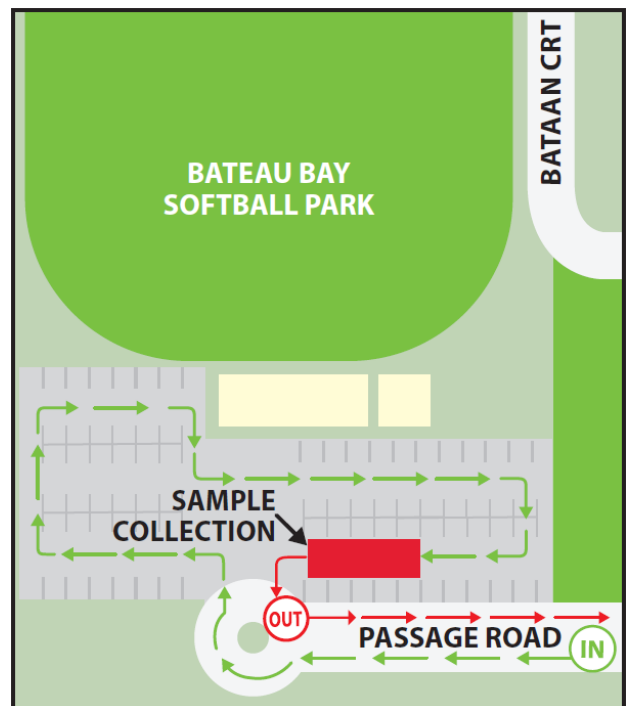 BATAAN CRT
BATEAU BAY
SOFTBALL PARK
SAMPLE
COLLECTION
OUT
PASSAGE ROAD
IN